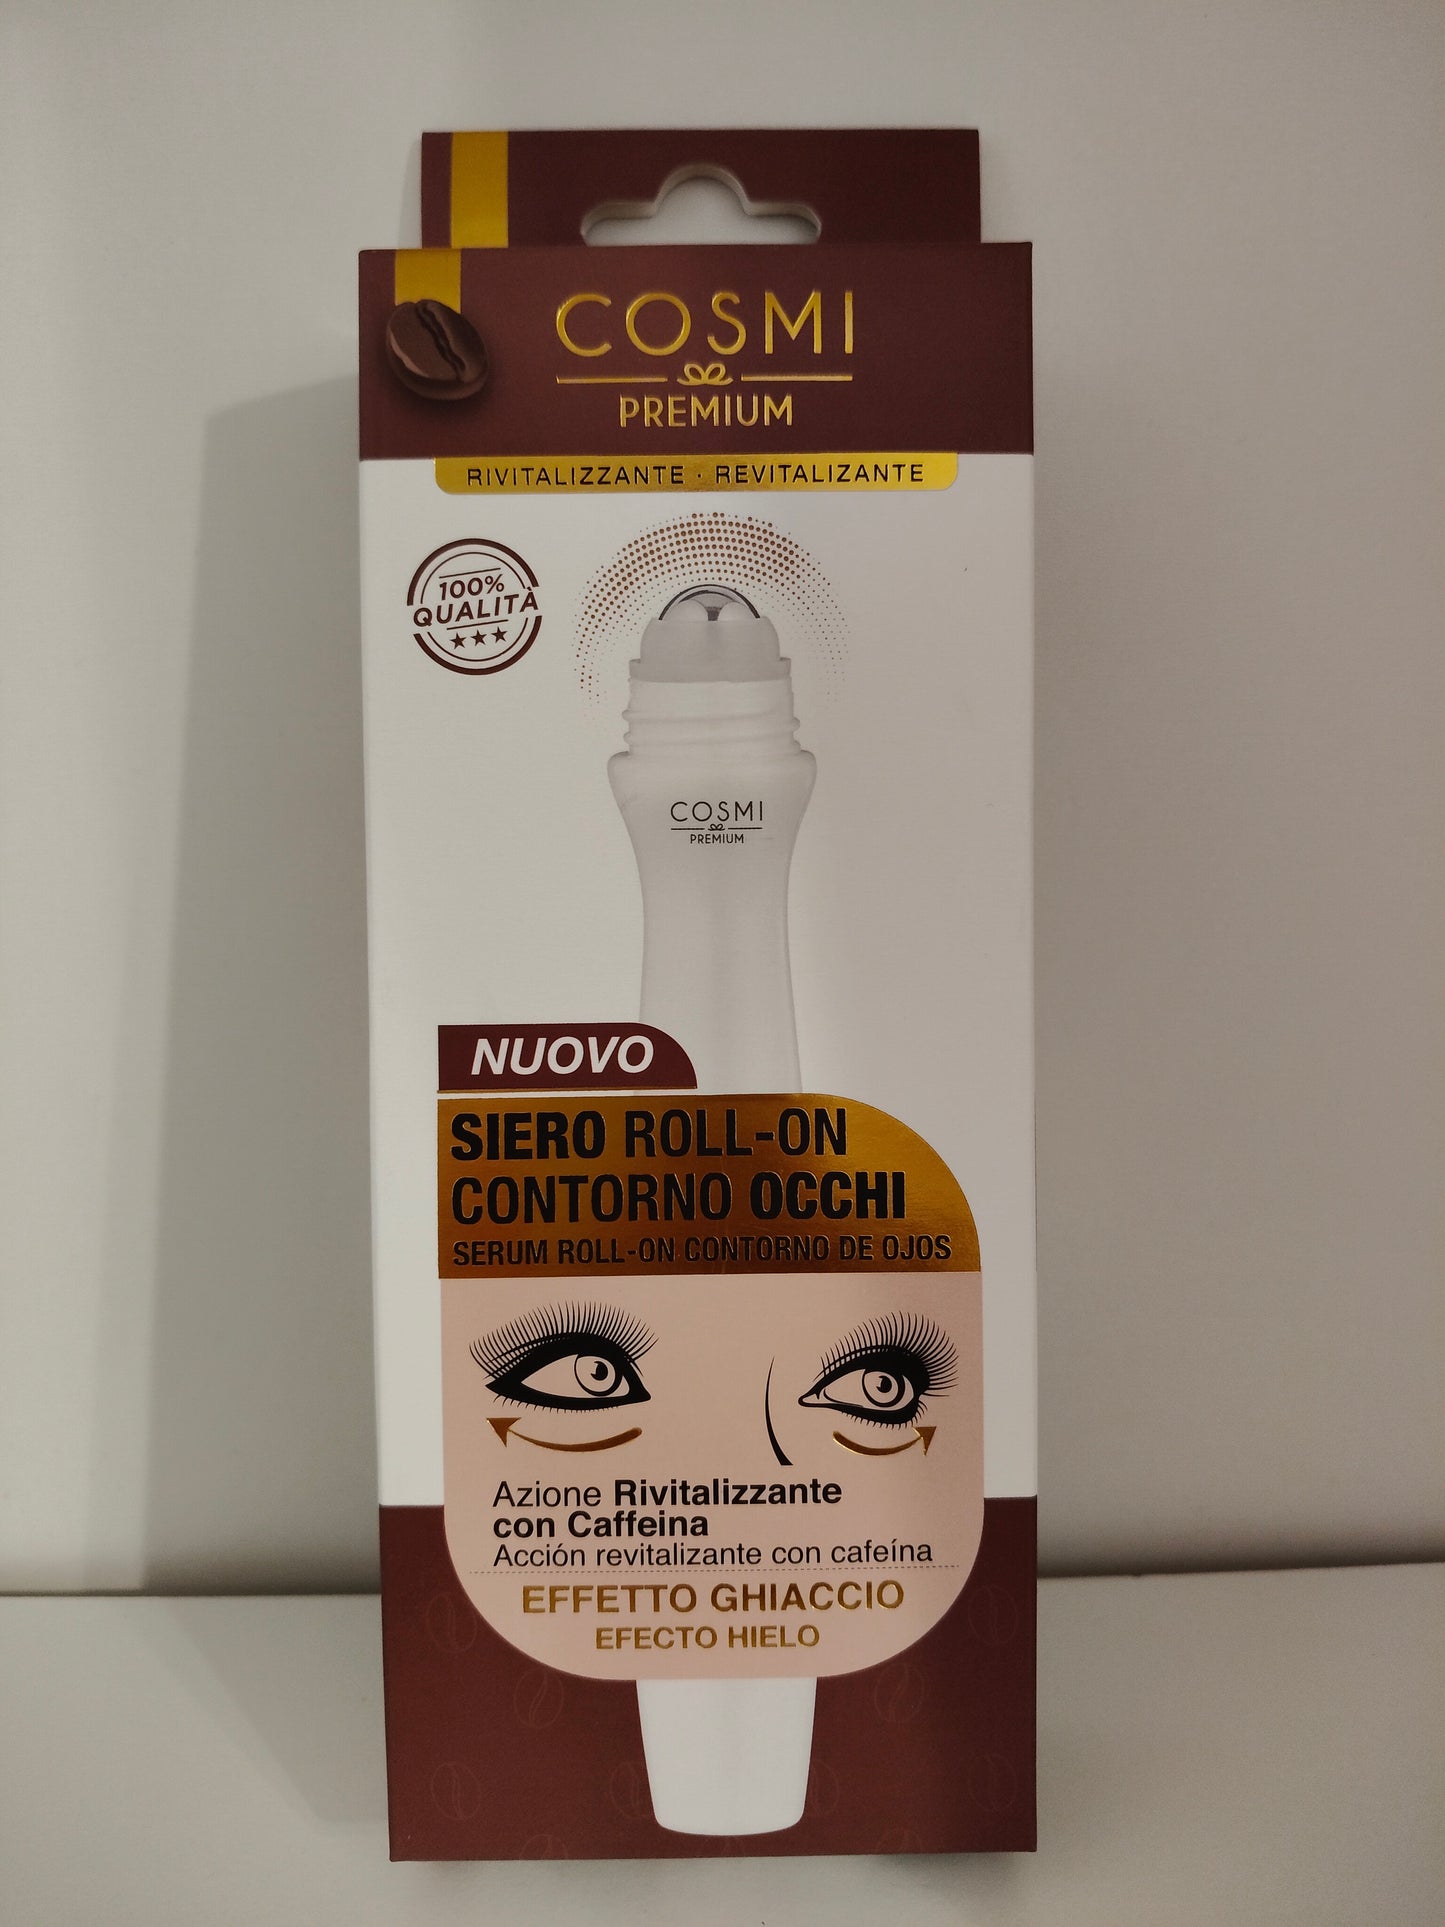 COSMI
PREMIUM
RIVITALIZZANTE · REVITALIZANTE
100%
QUALITÀ
COSMI
PREMIUM
NUOVO
SIERO ROLL-ON
CONTORNO OCCHI
SERUM ROLL-ON CONTORNO DE OJOS
Azione Rivitalizzante
con Caffeina
Acción revitalizante con cafeína
EFFETTO GHIACCIO
EFECTO HIELO